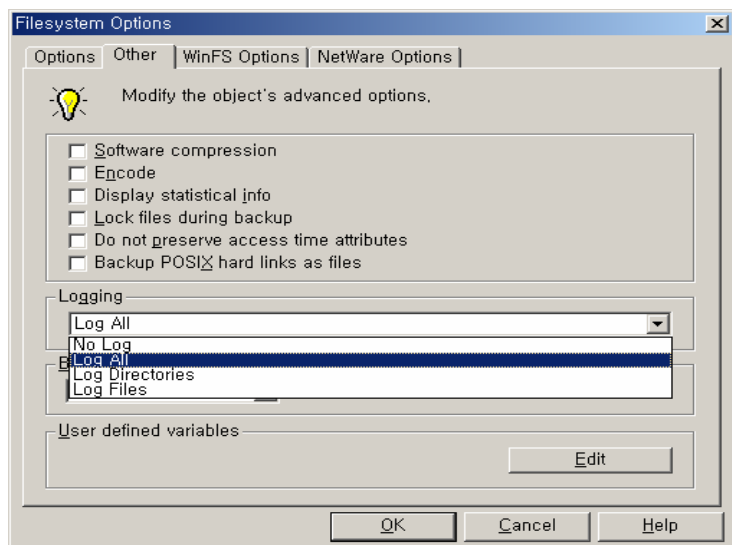 Filesystem Options
Options Other WinFS Options NetWare Options
Modify the object's advanced options,
Software compression
Encode
Display statistical info
Lock files during backup
Do not preserve access time attributes
Backup POSIX hard links as files
Logging
Log All
No Log
Log All
Log Directories
Log Files
User defined variables
Edit
OK Cancel Help